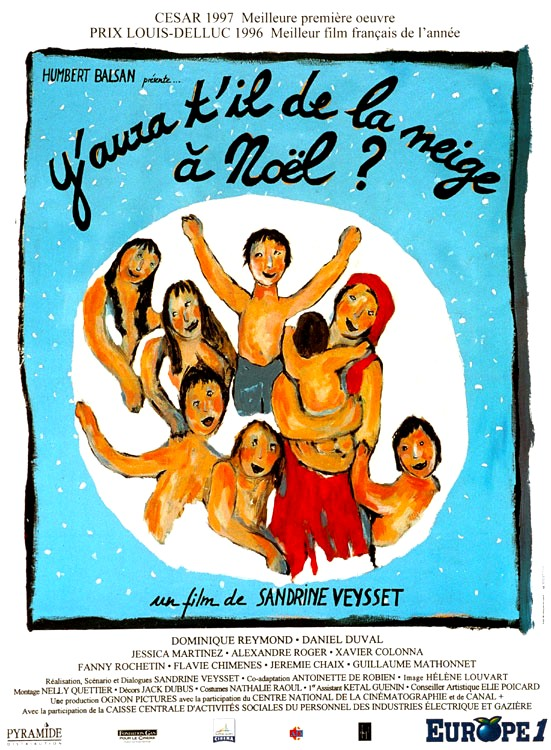 CESAR 1997 Meilleure première oeuvre
PRIX LOUIS-DELLUC 1996 Meilleur film français de l'année
HUMBERT BALSAN présente...
y'aura t'il de la neige
à Noël ?
un film de SANDRINE VEYSSET
DOMINIQUE REYMOND • DANIEL DUVAL
JESSICA MARTINEZ • ALEXANDRE ROGER • XAVIER COLONNA
FANNY ROCHETIN • FLAVIE CHIMENES • JEREMIE CHAIX • GUILLAUME MATHONNET
Réalisation, Scénario et Dialogues SANDRINE VEYSSET • Co-adaptation ANTOINETTE DE ROBIEN • Image HÉLÈNE LOUVART
Montage NELLY QUETTIER • Décors JACK DUBUS • Costumes NATHALIE RAOUL • 1er Assistant KETAL GUENIN • Conseiller Artistique ELIE POICARD
Une production OGNON PICTURES avec la participation du CENTRE NATIONAL DE LA CINÉMATOGRAPHIE et de CANAL +
Avec la participation de la CAISSE CENTRALE D'ACTIVITÉS SOCIALES DU PERSONNEL DES INDUSTRIES ÉLECTRIQUE ET GAZIÈRE
PYRAMIDE
DISTRIBUTION
FONDATION GAN
POUR LE CINÉMA
EUROPE 1